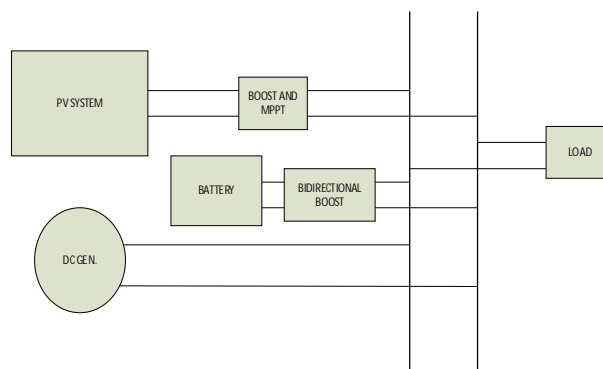 PV SYSTEM
BOOST AND
MPPT
LOAD
BATTERY
BIDIRECTIONAL
BOOST
DC GEN.